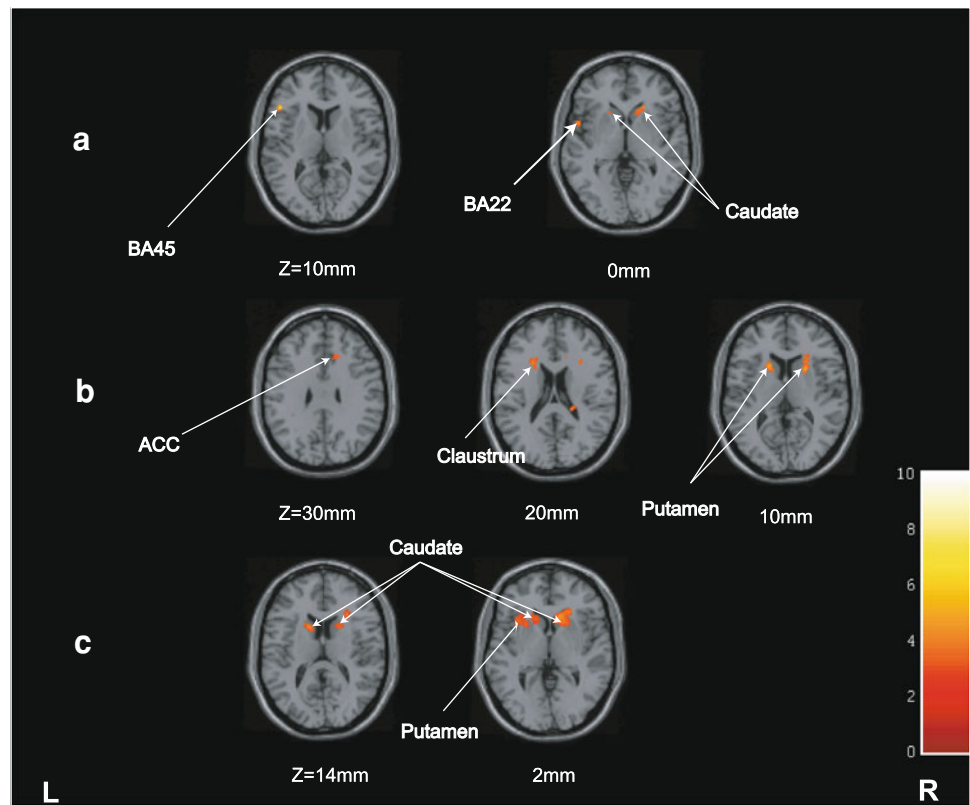 a
BA45
BA22
Caudate
Z=10mm
0mm
b
ACC
Claustrum
Putamen
Z=30mm
20mm
10mm
10
8
6
4
2
0
Caudate
c
Putamen
Z=14mm
2mm
L
R